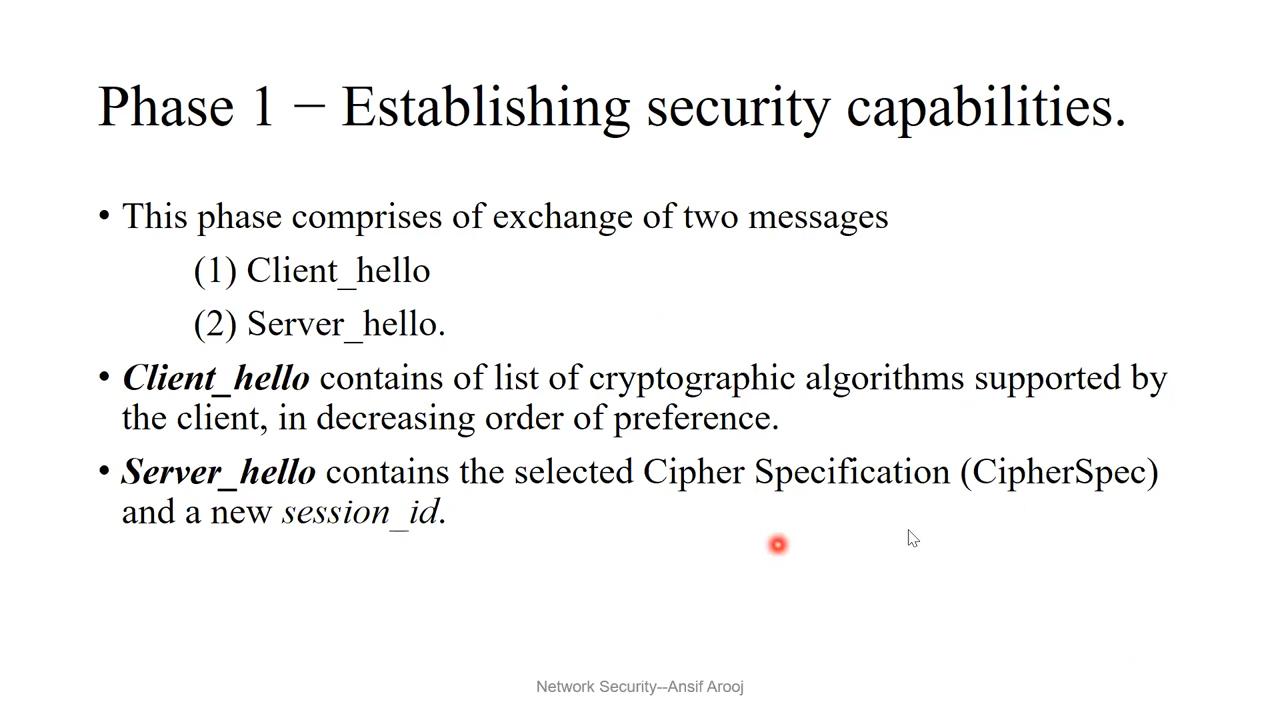 Phase 1 − Establishing security capabilities.
• This phase comprises of exchange of two messages
(1) Client_hello
(2) Server_hello.
• Client_hello contains of list of cryptographic algorithms supported by
the client, in decreasing order of preference.
• Server_hello contains the selected Cipher Specification (CipherSpec)
and a new session_id.
Network Security--Ansif Arooj